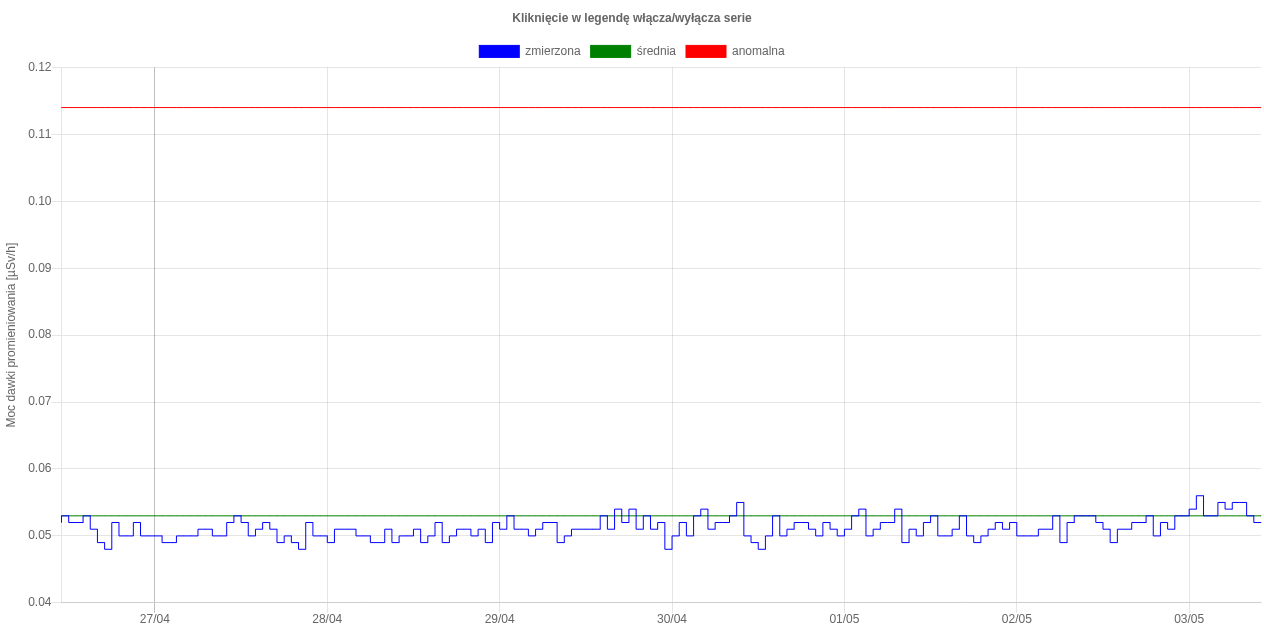 Kliknięcie w legendę włącza/wyłącza serie
zmierzona średnia anomalna
Moc dawki promieniowania [µSv/h]
0.12
0.11
0.10
0.09
0.08
0.07
0.06
0.05
0.04
27/04 28/04 29/04 30/04 01/05 02/05 03/05